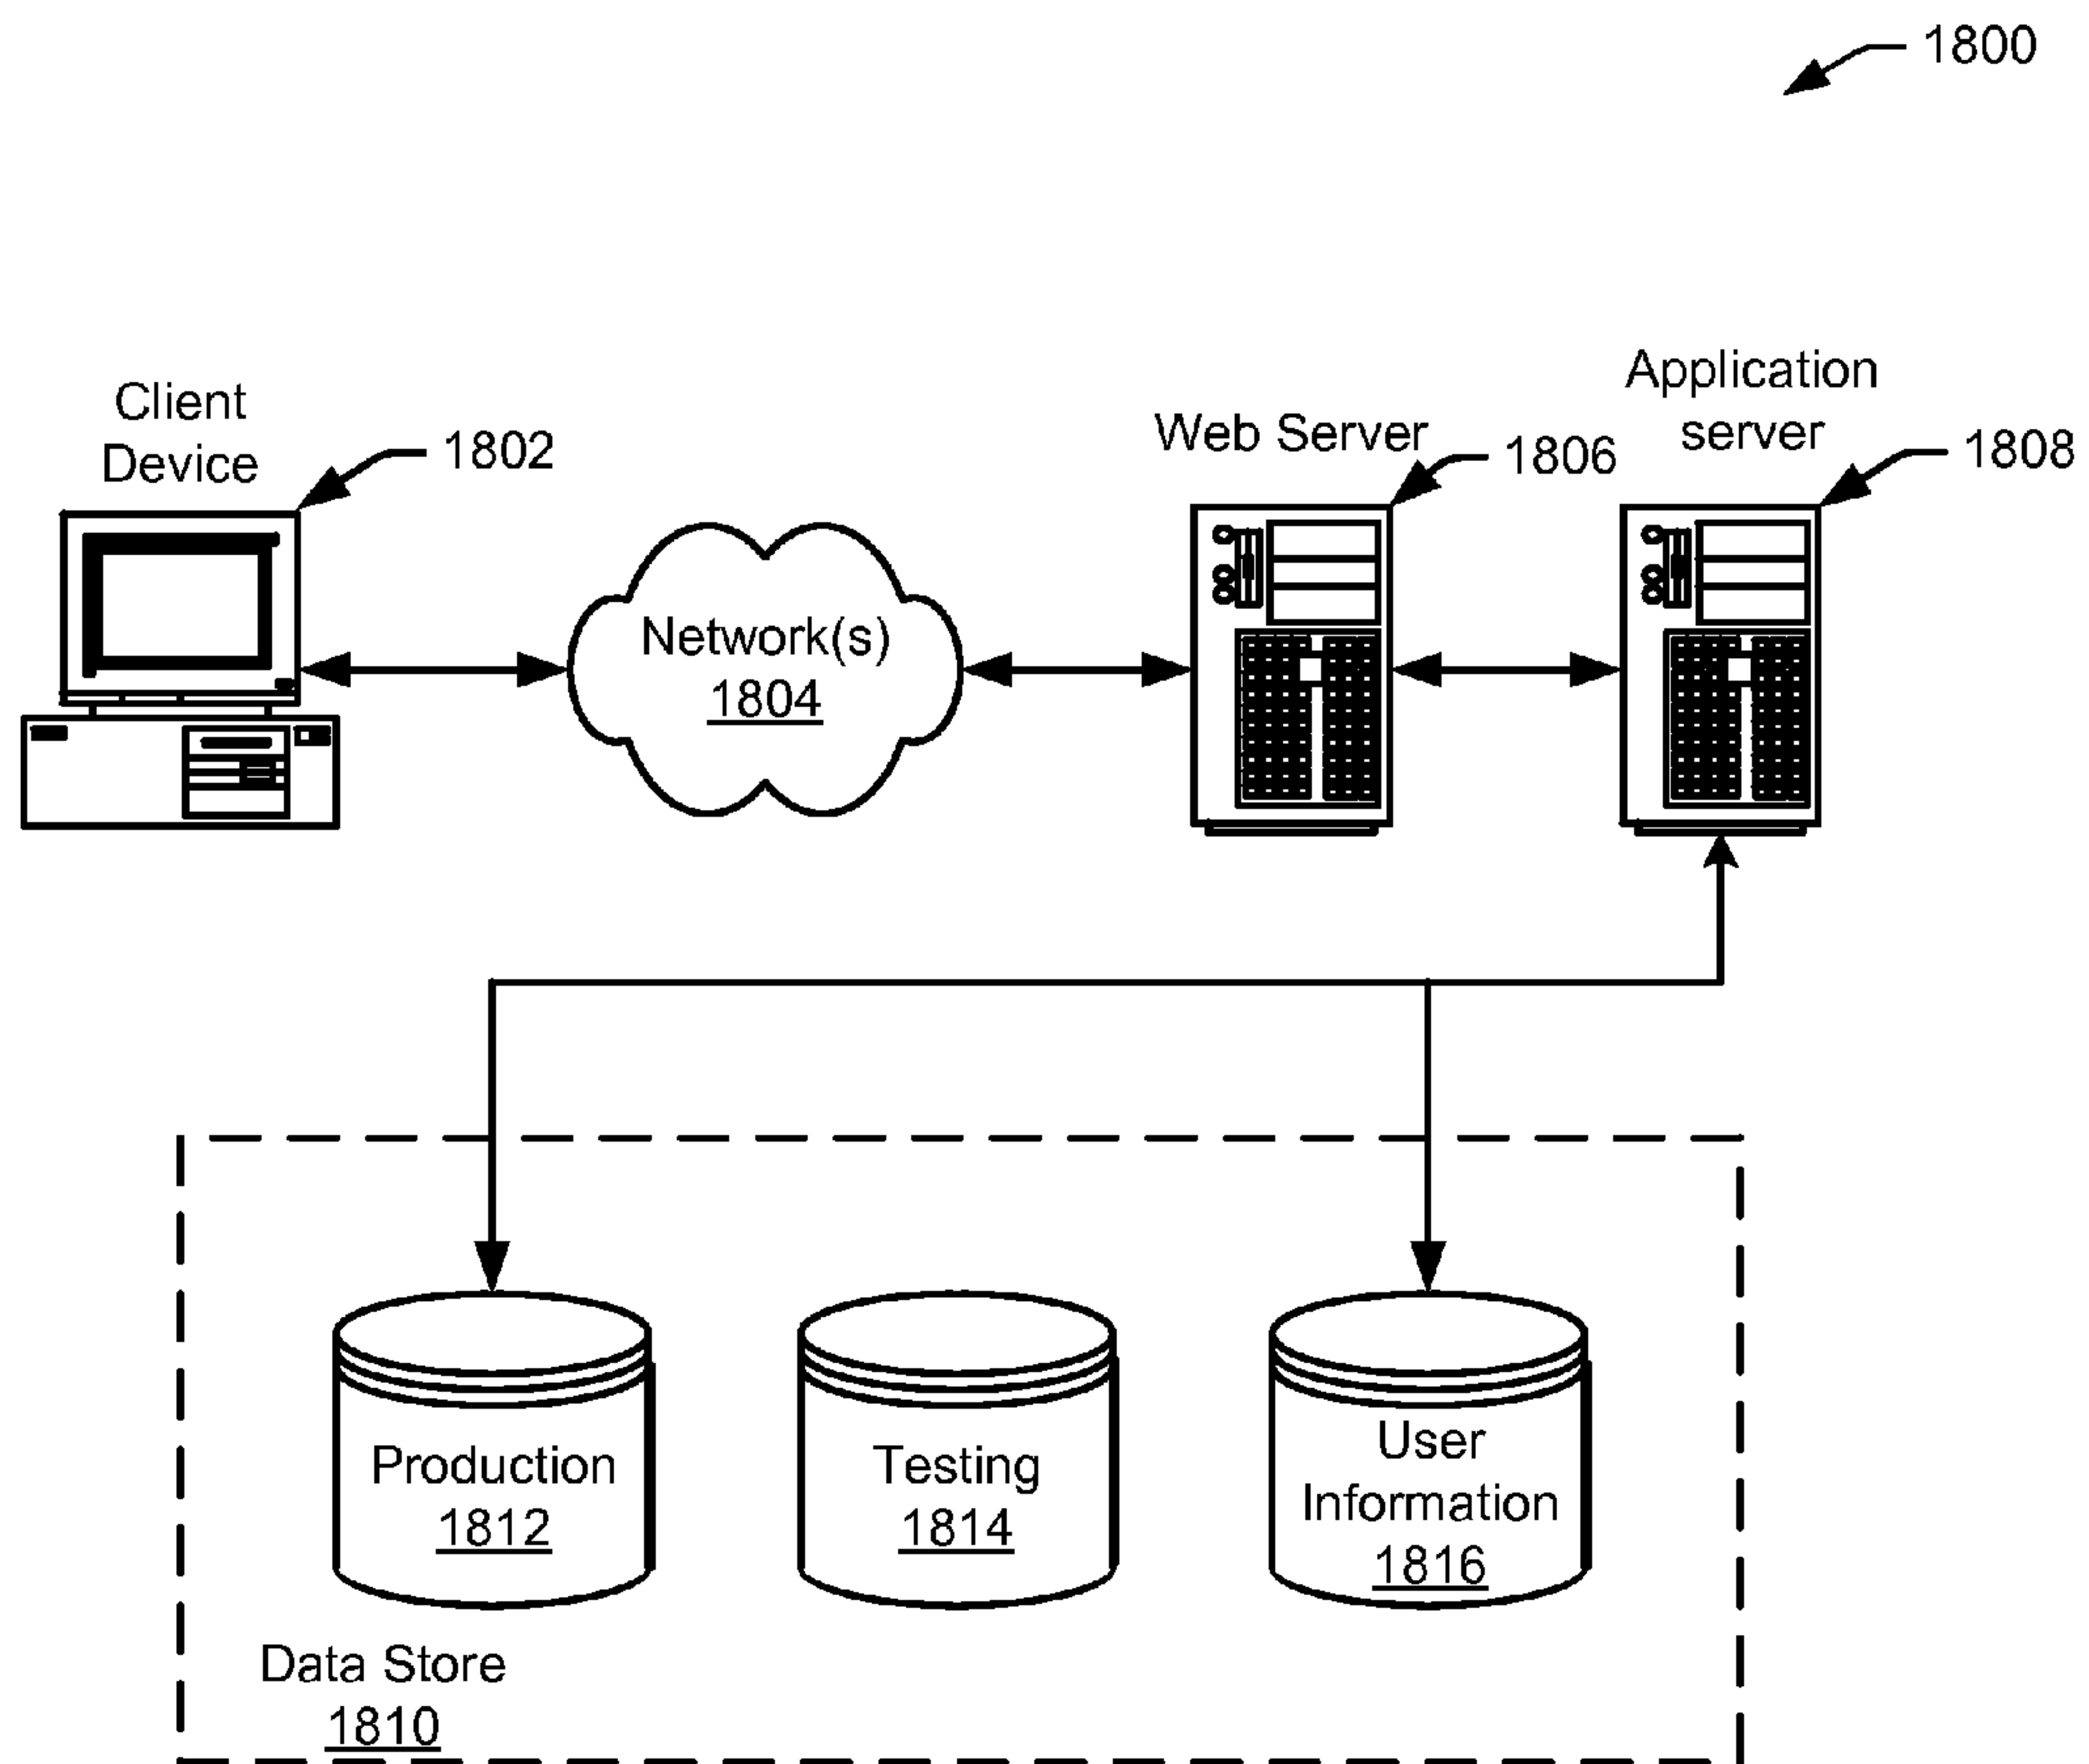 1800
Client
Device
1802
Network(s)
1804
Web Server
1806
Application
server
1808
Production
1812
Testing
1814
User
Information
1816
Data Store
1810